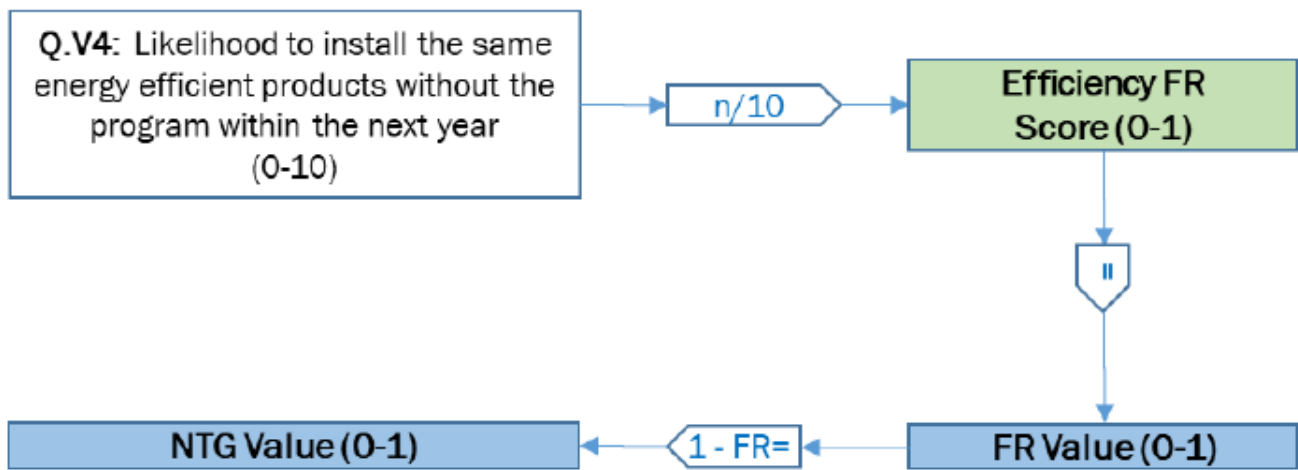 Q.V4: Likelihood to install the same
energy efficient products without the
program within the next year
(0-10)
n/10
Efficiency FR
Score (0-1)
=
FR Value (0-1)
1 - FR=
NTG Value (0-1)